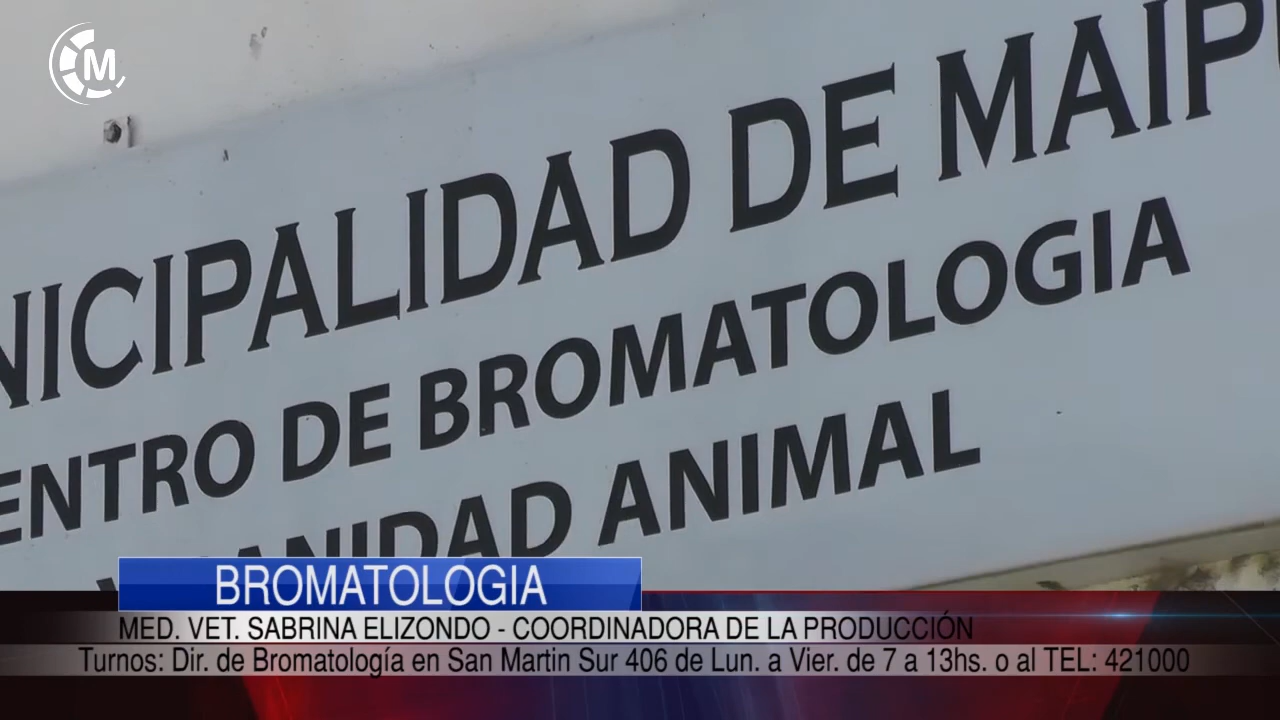 M
NICIPALIDAD DE MAIP
ENTRO DE BROMATOLOGIA
ANIDAD ANIMAL
BROMATOLOGIA
MED. VET. SABRINA ELIZONDO - COORDINADORA DE LA PRODUCCIÓN
Turnos: Dir. de Bromatología en San Martin Sur 406 de Lun. a Vier. de 7 a 13hs. o al TEL: 421000